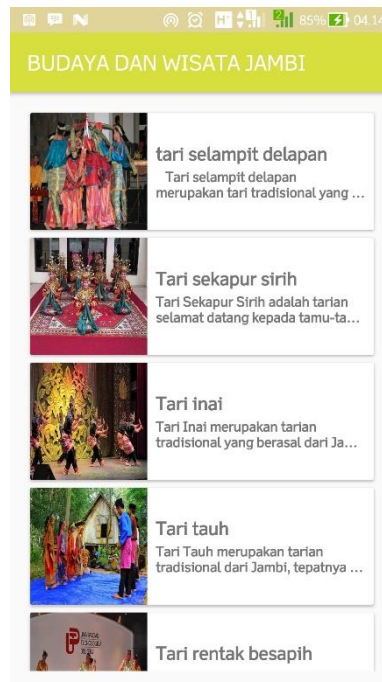 85% 04.14
BUDAYA DAN WISATA JAMBI
tari selampit delapan
Tari selampit delapan
merupakan tari tradisional yang ...
Tari sekapur sirih
Tari Sekapur Sirih adalah tarian
selamat datang kepada tamu-ta...
Tari inai
Tari Inai merupakan tarian
tradisional yang berasal dari Ja...
Tari tauh
Tari Tauh merupakan tarian
tradisional dari Jambi, tepatnya ...
Tari rentak besapih